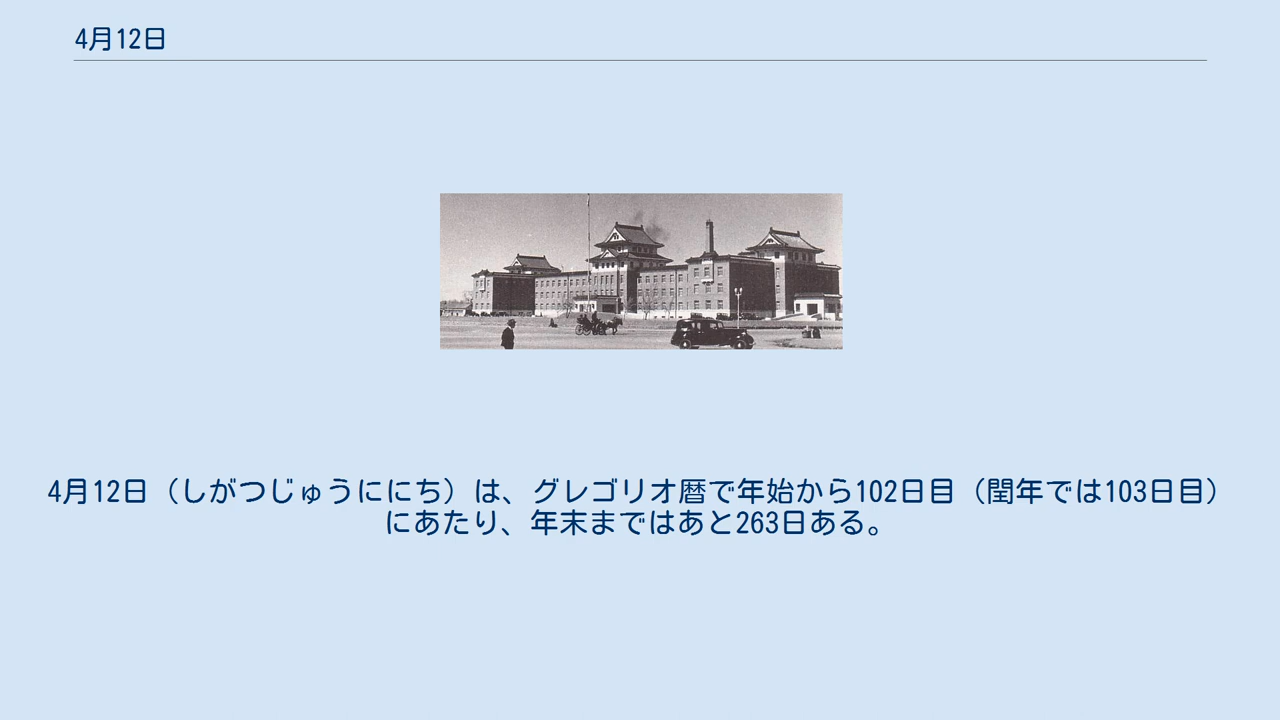 4月12日
4月12日（しがつじゅうににち）は、グレゴリオ暦で年始から102日目（閏年では103日目）
にあたり、年末まではあと263日ある。